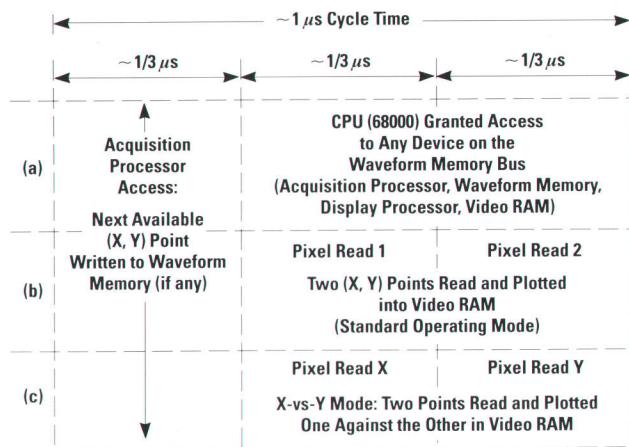 ~1 μs Cycle Time
~1/3 μs
~1/3 μs
~1/3 μs
(a)
Acquisition
Processor
Access:
Next Available
(X, Y) Point
Written to Waveform
Memory (if any)
CPU (68000) Granted Access
to Any Device on the
Waveform Memory Bus
(Acquisition Processor, Waveform Memory,
Display Processor, Video RAM)
(b)
Pixel Read 1
Pixel Read 2
Two (X, Y) Points Read and Plotted
into Video RAM
(Standard Operating Mode)
(c)
Pixel Read X
Pixel Read Y
X-vs-Y Mode: Two Points Read and Plotted
One Against the Other in Video RAM